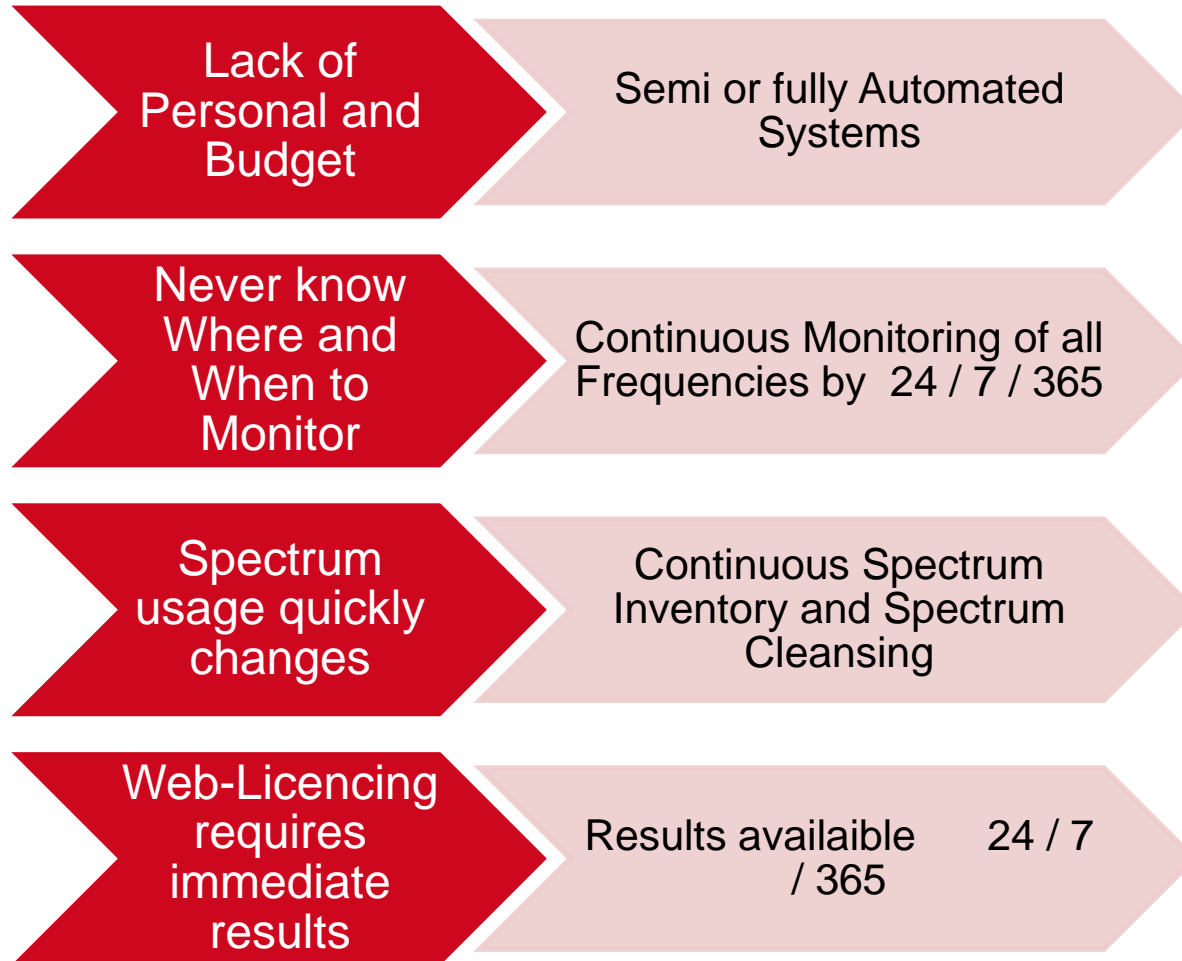 Lack of
Personal and
Budget
Semi or fully Automated
Systems
Never know
Where and
When to
Monitor
Continuous Monitoring of all
Frequencies by 24 / 7 / 365
Spectrum
usage quickly
changes
Continuous Spectrum
Inventory and Spectrum
Cleansing
Web-Licencing
requires
immediate
results
Results availaible 24 / 7
/ 365